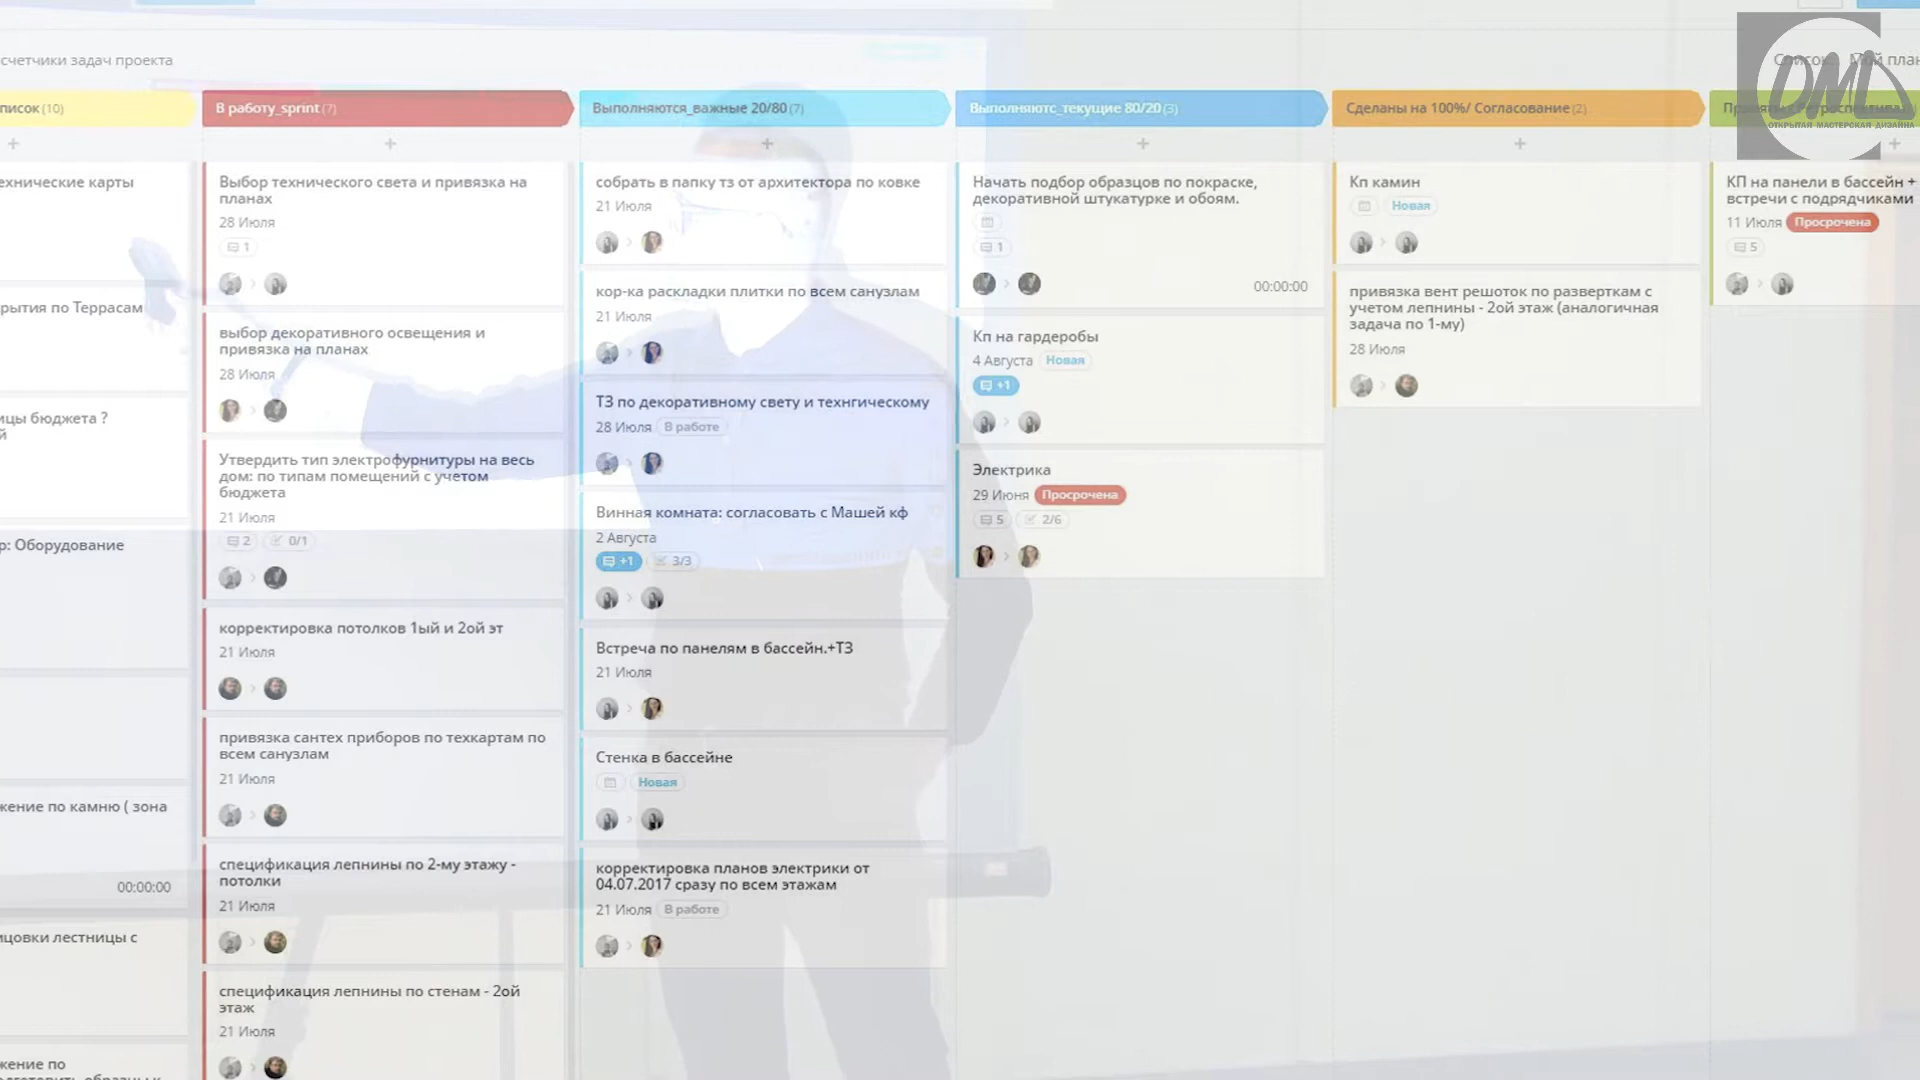 счетчики задач проекта
Список
Мой план
писок (10)
В работу_sprint (7)
Выполняются_важные 20/80 (7)
Выполняютс_текущие 80/20 (3)
Сделаны на 100%/ Согласование (2)
DML
ОТКРЫТАЯ МАСТЕРСКАЯ ДИЗАЙНА
ехнические карты
рытия по Террасам
ицы бюджета ?
й
р: Оборудование
жение по камню ( зона
00:00:00
ицовки лестницы с
жение по
Выбор технического света и привязка на
планах
28 Июля
1
выбор декоративного освещения и
привязка на планах
28 Июля
Утвердить тип электрофурнитуры на весь
дом: по типам помещений с учетом
бюджета
21 Июля
2 0/1
корректировка потолков 1ый и 2ой эт
21 Июля
привязка сантех приборов по техкартам по
всем санузлам
21 Июля
спецификация лепнины по 2-му этажу -
потолки
21 Июля
спецификация лепнины по стенам - 2ой
этаж
21 Июля
собрать в папку тз от архитектора по ковке
21 Июля
кор-ка раскладки плитки по всем санузлам
21 Июля
ТЗ по декоративному свету и технгическому
28 Июля В работе
Винная комната: согласовать с Машей кф
2 Августа
+1 3/3
Встреча по панелям в бассейн.+ТЗ
21 Июля
Стенка в бассейне
Новая
корректировка планов электрики от
04.07.2017 сразу по всем этажам
21 Июля В работе
Начать подбор образцов по покраске,
декоративной штукатурке и обоям.
1
00:00:00
Кп на гардеробы
4 Августа Новая
+1
Электрика
29 Июня Просрочена
5 2/6
Кп камин
Новая
привязка вент решоток по разверткам с
учетом лепнины - 2ой этаж (аналогичная
задача по 1-му)
28 Июля
КП на панели в бассейн +
встречи с подрядчиками
11 Июля Просрочена
5